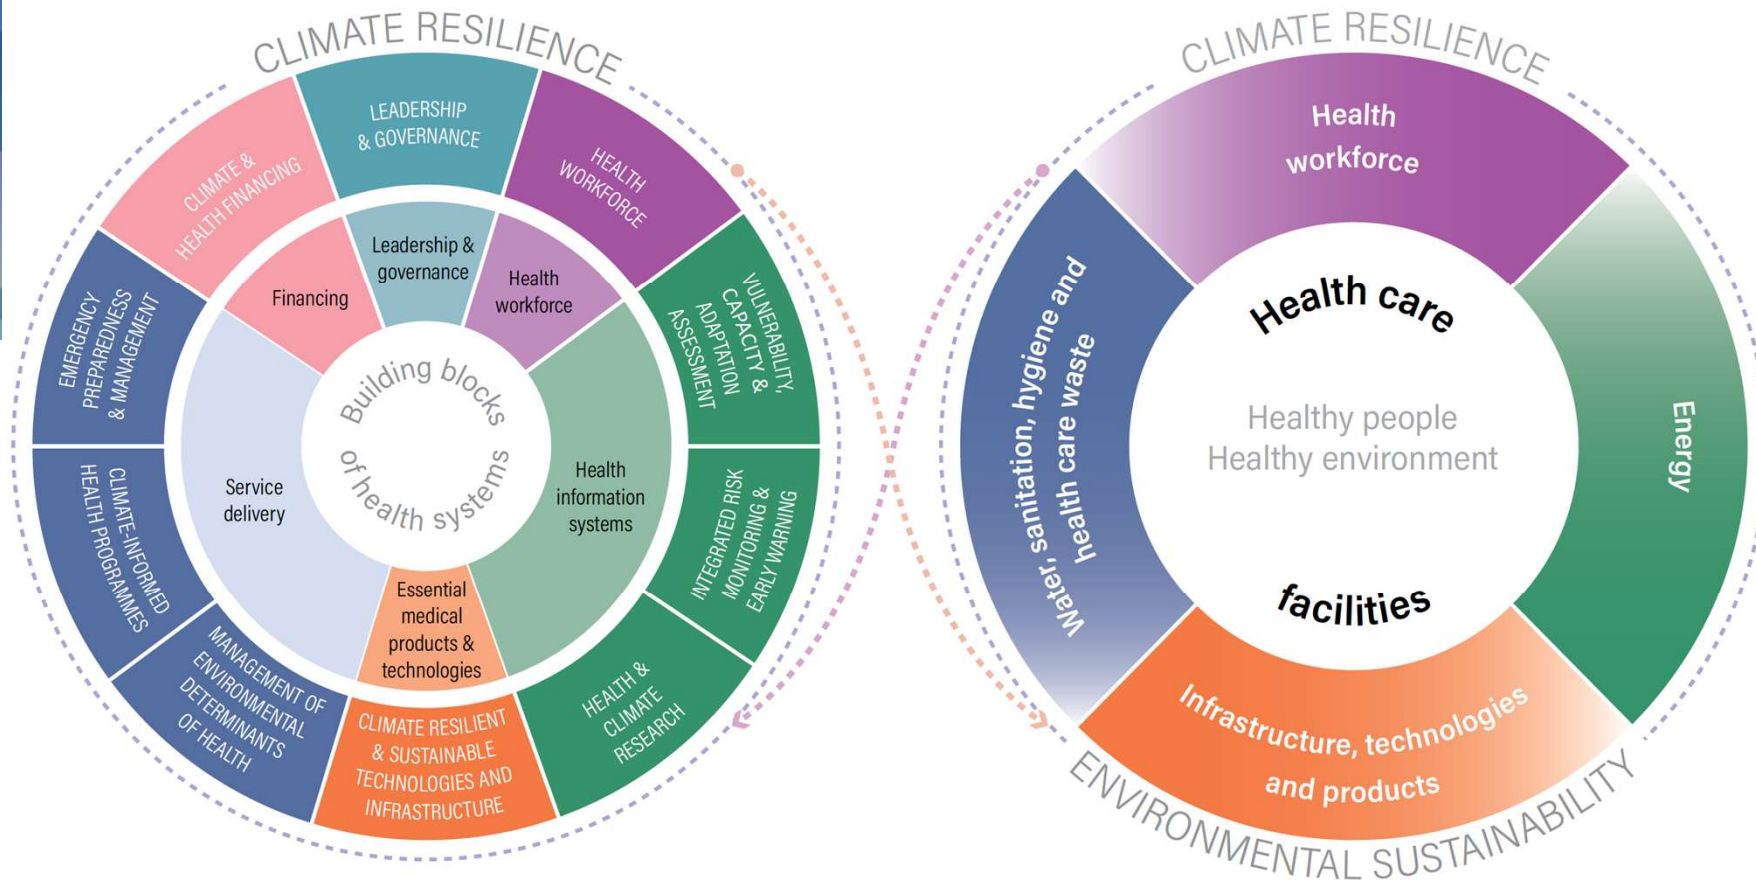 CLIMATE RESILIENCE
LEADERSHIP
& GOVERNANCE
HEALTH
WORKFORCE
VULNERABILITY,
CAPACITY &
ADAPTATION
ASSESSMENT
INTEGRATED RISK
MONITORING &
EARLY WARNING
HEALTH &
CLIMATE
RESEARCH
CLIMATE RESILIENT
& SUSTAINABLE
TECHNOLOGIES AND
INFRASTRUCTURE
MANAGEMENT OF
ENVIRONMENTAL
DETERMINANTS
OF HEALTH
CLIMATE-INFORMED
HEALTH PROGRAMMES
EMERGENCY
PREPAREDNESS
& MANAGEMENT
CLIMATE &
HEALTH FINANCING
Leadership &
governance
Health
workforce
Health
information
systems
Essential
medical
products &
technologies
Service
delivery
Financing
Building blocks
of health systems
CLIMATE RESILIENCE
Health
workforce
Energy
Infrastructure, technologies
and products
Water, sanitation, hygiene and
health care waste
Health care
Healthy people
Healthy environment
facilities
ENVIRONMENTAL SUSTAINABILITY